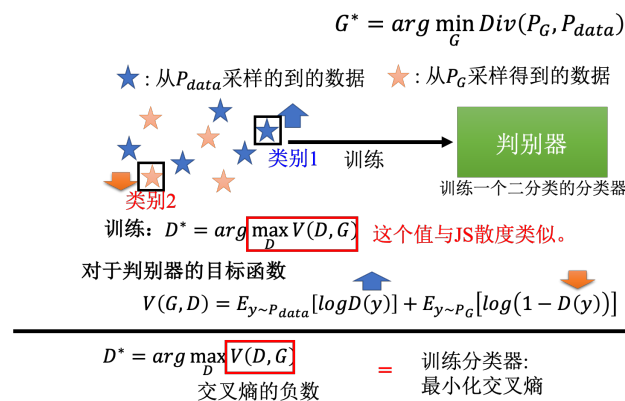 G* = arg min_G Div(P_G, P_data)
: 从P_data采样的到的数据
: 从P_G采样得到的数据
类别1
训练
判别器
训练一个二分类的分类器
类别2
训练：D* = arg max_D V(D, G)
这个值与JS散度类似。
对于判别器的目标函数
V(G, D) = E_{y~P_data}[logD(y)] + E_{y~P_G}[log(1 − D(y))]
D* = arg max_D V(D, G)
交叉熵的负数
=
训练分类器:
最小化交叉熵